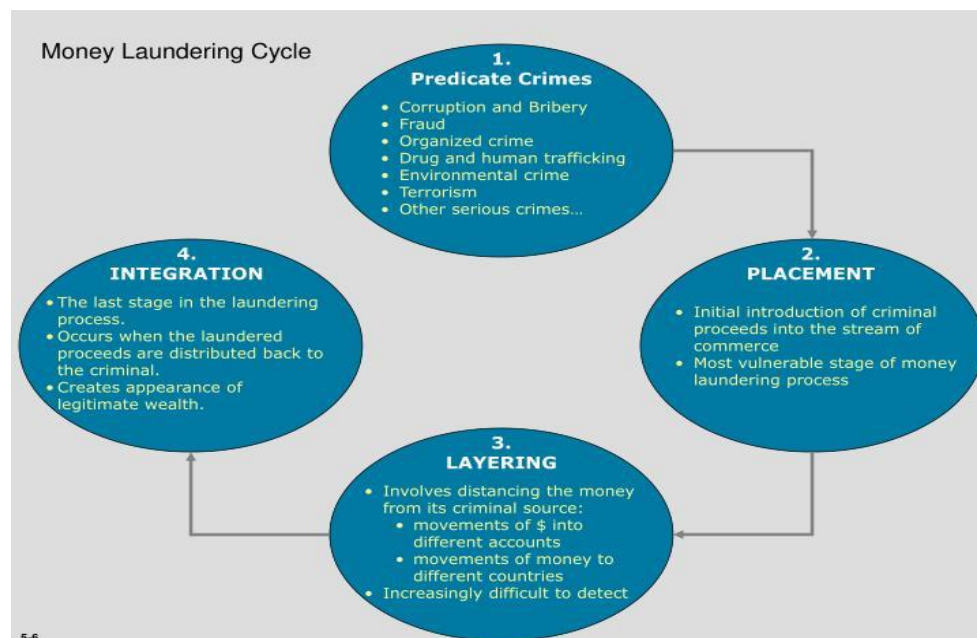 Money Laundering Cycle
1.
Predicate Crimes
• Corruption and Bribery
• Fraud
• Organized crime
• Drug and human trafficking
• Environmental crime
• Terrorism
• Other serious crimes...
2.
PLACEMENT
• Initial introduction of criminal
proceeds into the stream of
commerce
• Most vulnerable stage of money
laundering process
3.
LAYERING
• Involves distancing the money
from its criminal source:
• movements of $ into
different accounts
• movements of money to
different countries
• Increasingly difficult to detect
4.
INTEGRATION
• The last stage in the laundering
process.
• Occurs when the laundered
proceeds are distributed back to
the criminal.
• Creates appearance of
legitimate wealth.
5-6